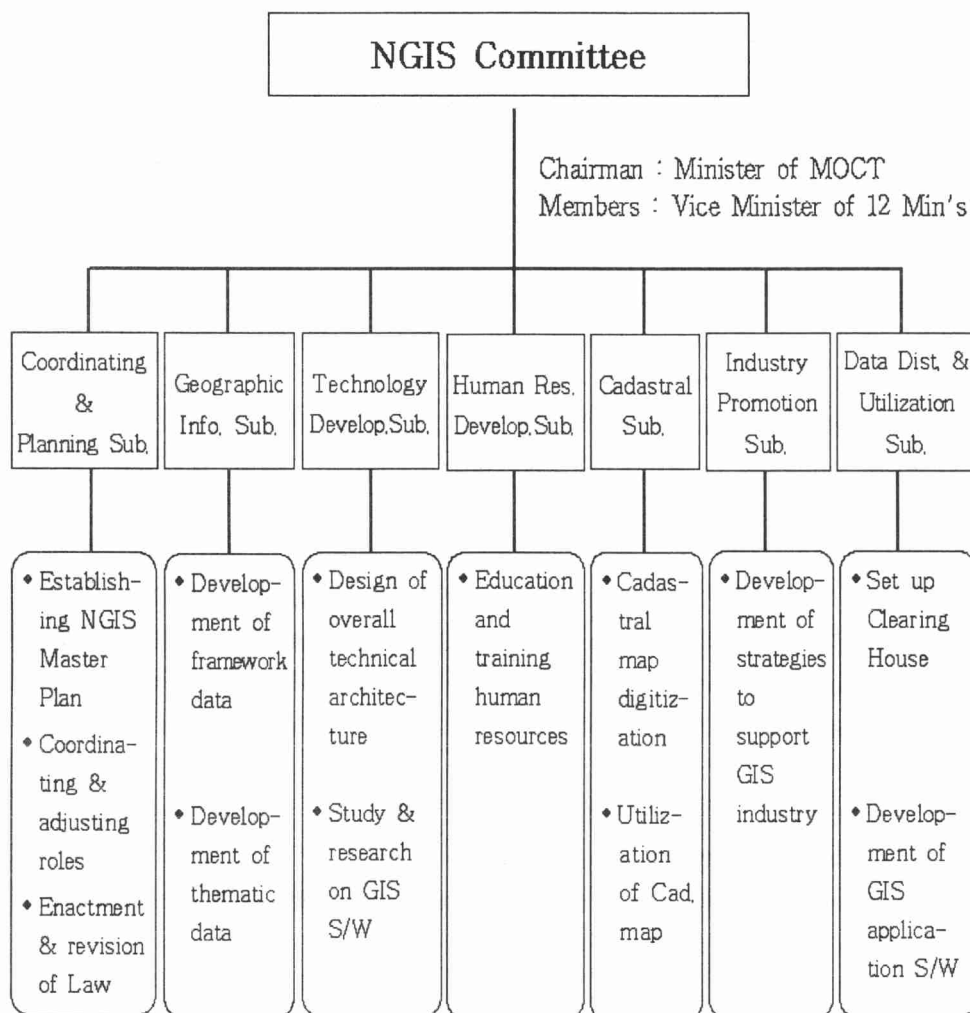 NGIS Committee
Chairman : Minister of MOCT
Members : Vice Minister of 12 Min's
Coordinating
&
Planning Sub.
Geographic
Info. Sub.
Technology
Develop.Sub.
Human Res.
Develop.Sub.
Cadastral
Sub.
Industry
Promotion
Sub.
Data Dist. &
Utilization
Sub.
• Establish-
ing NGIS
Master
Plan
• Coordina-
ting &
adjusting
roles
• Enactment
& revision
of Law
• Develop-
ment of
framework
data
• Develop-
ment of
thematic
data
• Design of
overall
technical
architec-
ture
• Study &
research
on GIS
S/W
• Education
and
training
human
resources
• Cadas-
tral
map
digitiz-
ation
• Utiliz-
ation
of Cad.
map
• Develop-
ment of
strategies
to
support
GIS
industry
• Set up
Clearing
House
• Develop-
ment of
GIS
applica-
tion S/W